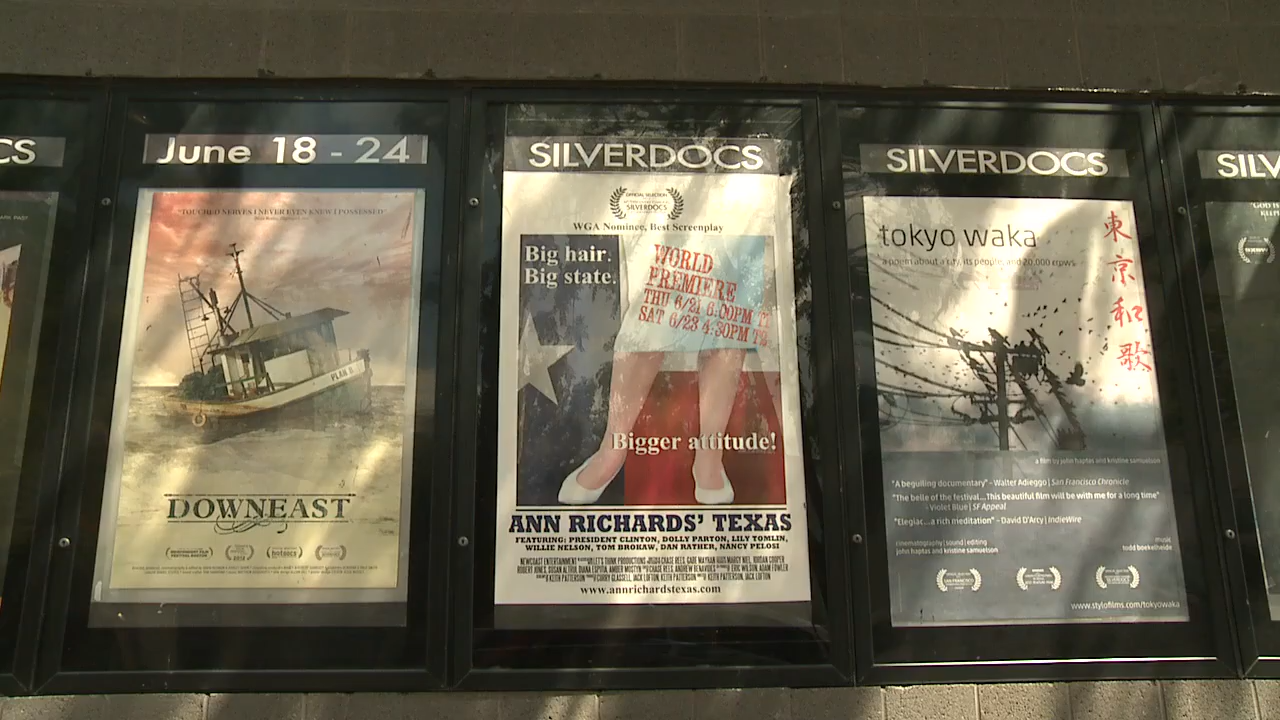 CS
June 18 - 24
"TOUCHED NERVES I NEVER EVEN KNEW I POSSESSED"
PLAN B
DOWNEAST
SILVERDOCS
OFFICIAL SELECTION
SILVERDOCS
WGA Nominee, Best Screenplay
Big hair.
Big state.
WORLD
PREMIERE
THU 6/21 6:00PM
SAT 6/23 4:30PM
Bigger attitude!
ANN RICHARDS' TEXAS
FEATURING: PRESIDENT CLINTON, DOLLY PARTON, LILY TOMLIN,
WILLIE NELSON, TOM BROKAW, DAN RATHER, NANCY PELOSI
www.annrichardstexas.com
SILVERDOCS
tokyo waka
a poem about a city, its people, and 20,000 crows
東京和歌
a film by john haptas and kristine samuelson
"A beguiling documentary" - Walter Adieggo | San Francisco Chronicle
"The belle of the festival...This beautiful film will be with me for a long time"
- Violet Blue | SF Appeal
"Elegiac...a rich meditation" - David D'Arcy | IndieWire
cinematography | sound | editing
john haptas and kristine samuelson
music
todd boekelheide
www.stylofilms.com/tokyowaka
SILV